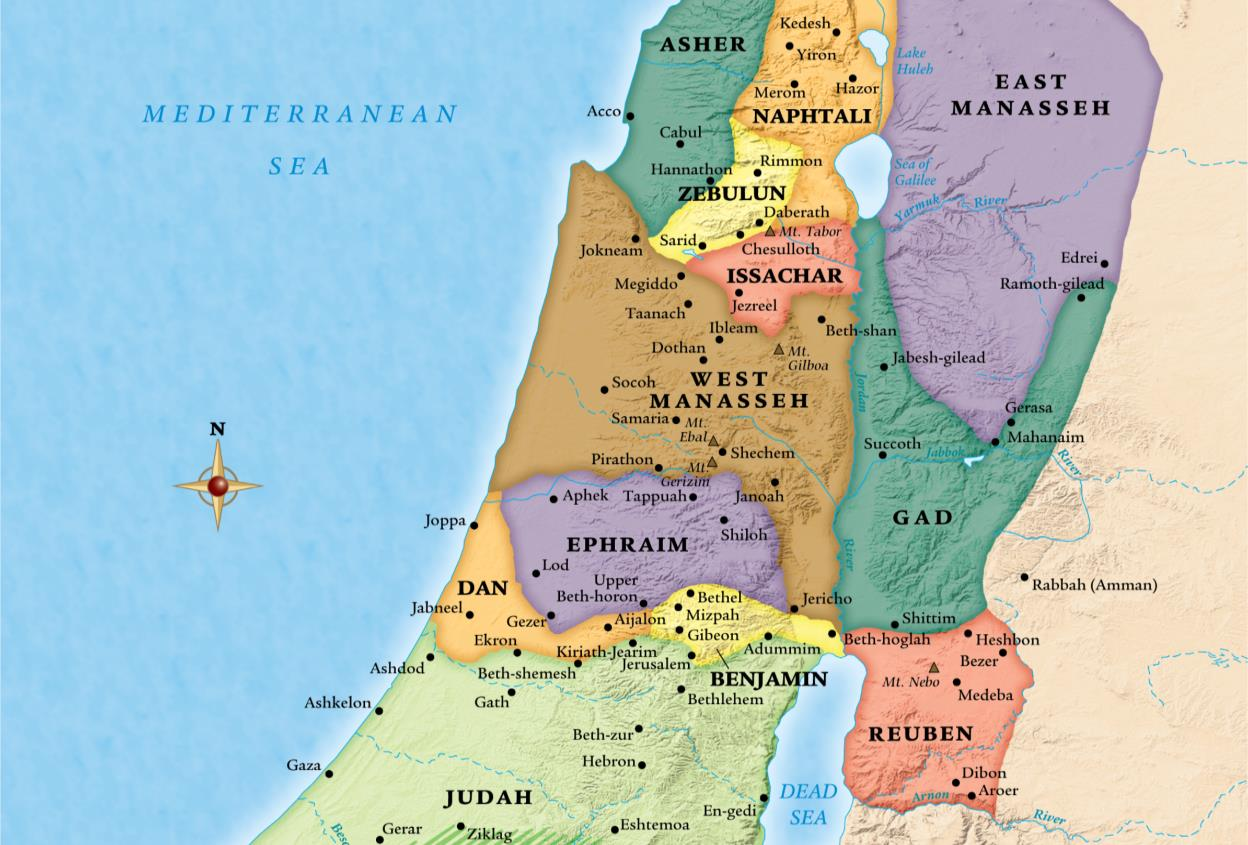 Kedesh
ASHER
Yiron
Lake
Huleh
EAST
MANASSEH
Merom
Hazor
MEDITERRANEAN
SEA
Acco
NAPHTALI
Cabul
Rimmon
Hannathon
Sea of
Galilee
ZEBULUN
Yarmuk
River
Daberath
Mt. Tabor
Sarid
Jokneam
Chesulloth
Edrei
ISSACHAR
Megiddo
Ramoth-gilead
Jezreel
Taanach
Ibleam
Beth-shan
Dothan
Mt.
Gilboa
Jabesh-gilead
WEST
MANASSEH
Socoh
Jordan
Samaria
Mt.
Ebal
Gerasa
N
Mahanaim
Succoth
Jabbok
River
Shechem
Pirathon
Mt.
Gerizim
Aphek
Tappuah
Janoah
Joppa
GAD
Shiloh
EPHRAIM
River
Lod
Upper
Beth-horon
Rabbah (Amman)
DAN
Bethel
Jericho
Jabneel
Mizpah
Gezer
Aijalon
Shittim
Gibeon
Ekron
Beth-hoglah
Heshbon
Kiriath-Jearim
Adummim
Jerusalem
Bezer
Ashdod
Beth-shemesh
BENJAMIN
Mt. Nebo
Gath
Bethlehem
Medeba
Ashkelon
REUBEN
Beth-zur
Gaza
Hebron
Dibon
Aroer
Arnon
River
JUDAH
DEAD
SEA
En-gedi
Gerar
Ziklag
Eshtemoa